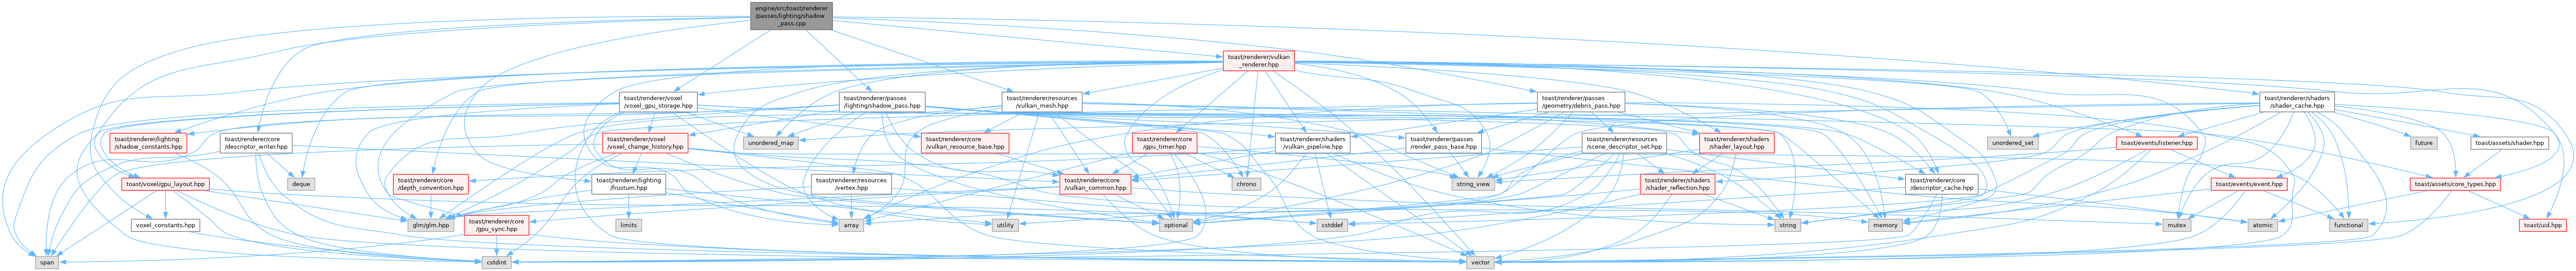 engine/src/toast/renderer
/passes/lighting/shadow
_pass.cpp
toast/renderer/vulkan
_renderer.hpp
toast/renderer/voxel
/voxel_gpu_storage.hpp
toast/renderer/passes
/lighting/shadow_pass.hpp
toast/renderer/resources
/vulkan_mesh.hpp
toast/renderer/passes
/geometry/debris_pass.hpp
toast/renderer/shaders
/shader_cache.hpp
toast/renderer/lighting
/shadow_constants.hpp
toast/renderer/core
/descriptor_writer.hpp
toast/renderer/voxel
/voxel_change_history.hpp
unordered_map
toast/renderer/core
/vulkan_resource_base.hpp
toast/renderer/core
/gpu_timer.hpp
toast/renderer/shaders
/vulkan_pipeline.hpp
toast/renderer/passes
/render_pass_base.hpp
toast/renderer/resources
/scene_descriptor_set.hpp
toast/renderer/shaders
/shader_layout.hpp
unordered_set
toast/events/listener.hpp
future
toast/assets/shader.hpp
toast/voxel/gpu_layout.hpp
deque
toast/renderer/core
/depth_convention.hpp
toast/renderer/lighting
/frustum.hpp
toast/renderer/resources
/vertex.hpp
toast/renderer/core
/vulkan_common.hpp
chrono
string_view
toast/renderer/shaders
/shader_reflection.hpp
toast/renderer/core
/descriptor_cache.hpp
toast/events/event.hpp
toast/assets/core_types.hpp
voxel_constants.hpp
glm/glm.hpp
toast/renderer/core
/gpu_sync.hpp
limits
array
utility
optional
cstddef
string
memory
mutex
atomic
functional
toast/uid.hpp
span
cstdint
vector